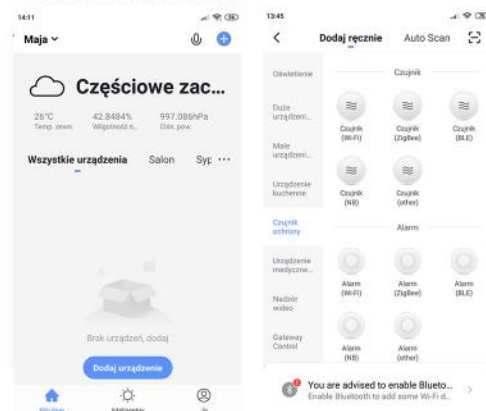 14:11
Maja
Częściowe zac...
26°C
42.8484%
997.086hPa
Temp. zewn.
Wilgotność n...
Ciśn. pow.
Wszystkie urządzenia
Salon
Syp
Brak urządzeń, dodaj
Dodaj urządzenie
Inteligentny
Ja
13:45
Dodaj ręcznie
Auto Scan
Oświetlenie
Duże
urządzeni...
Małe
urządzeni...
Urządzenie
kuchenne
Czujnik
ochrony
Urządzenie
medyczne...
Nadzór
wideo
Gateway
Control
Czujnik
Czujnik
(Wi-Fi)
Czujnik
(ZigBee)
Czujnik
(BLE)
Czujnik
(NB)
Czujnik
(other)
Alarm
Alarm
(Wi-Fi)
Alarm
(ZigBee)
Alarm
(BLE)
Alarm
(NB)
Alarm
(other)
You are advised to enable Blueto...
Enable Bluetooth to add some Wi-Fi d...